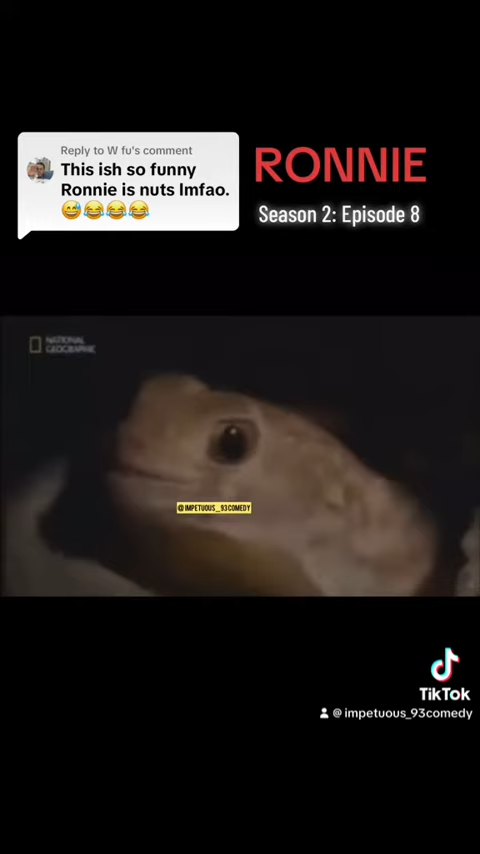 Reply to W fu's comment
This ish so funny
Ronnie is nuts lmfao.
😅😂😂😂
RONNIE
Season 2: Episode 8
NATIONAL
GEOGRAPHIC
@IMPETUOUS_93COMEDY
TikTok
@impetuous_93comedy